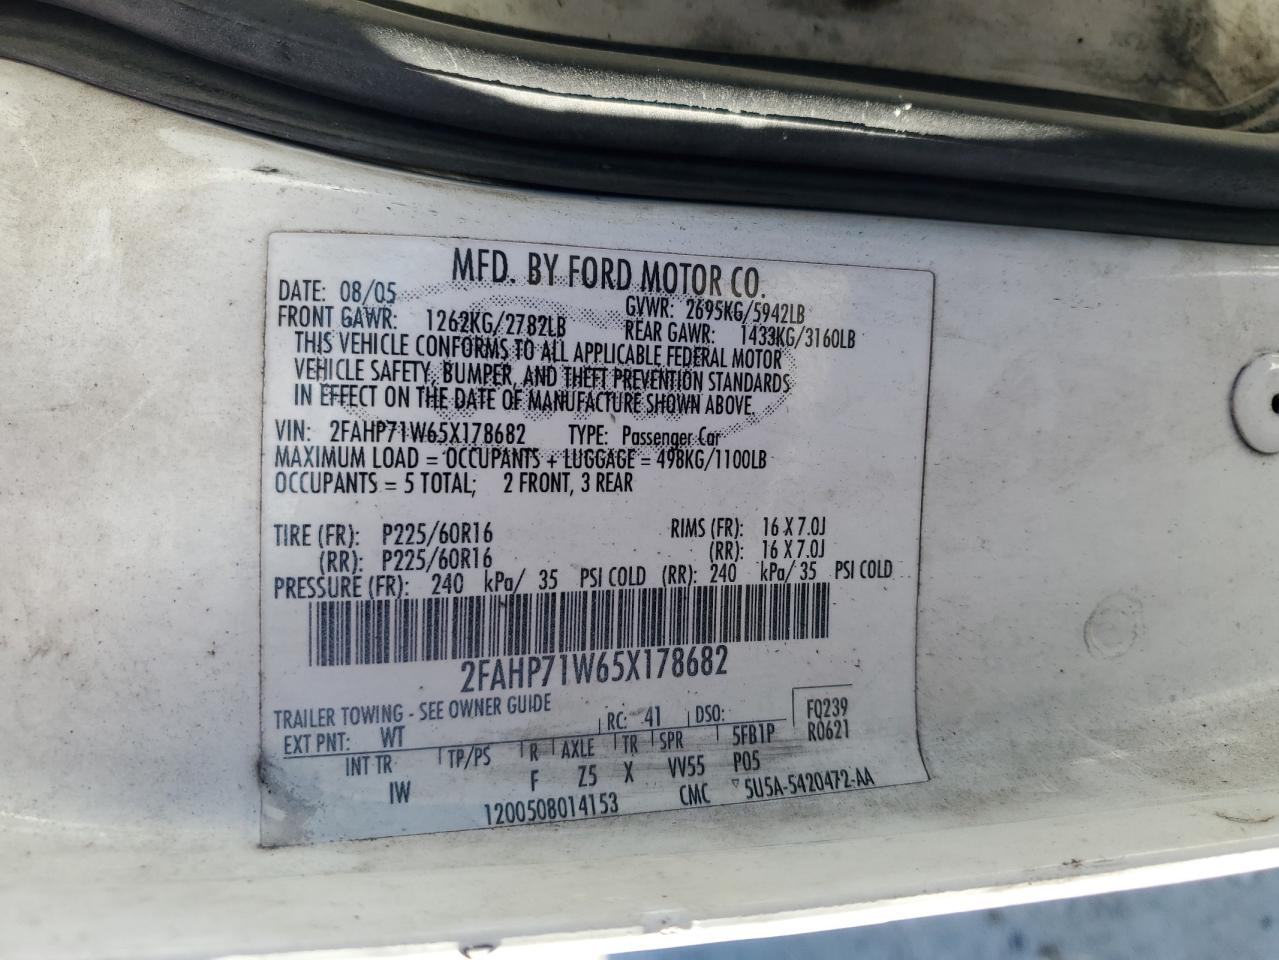 MFD. BY FORD MOTOR CO.
DATE: 08/05 GVWR: 2695KG/5942LB
FRONT GAWR: 1262KG/2782LB REAR GAWR: 1433KG/3160LB
THIS VEHICLE CONFORMS TO ALL APPLICABLE FEDERAL MOTOR
VEHICLE SAFETY, BUMPER, AND THEFT PREVENTION STANDARDS
IN EFFECT ON THE DATE OF MANUFACTURE SHOWN ABOVE.
VIN: 2FAHP71W65X178682 TYPE: Passenger Car
MAXIMUM LOAD = OCCUPANTS + LUGGAGE = 498KG/1100LB
OCCUPANTS = 5 TOTAL; 2 FRONT, 3 REAR
TIRE (FR): P225/60R16 RIMS (FR): 16 X 7.0J
(RR): P225/60R16 (RR): 16 X 7.0J
PRESSURE (FR): 240 kPa/ 35 PSI COLD (RR): 240 kPa/ 35 PSI COLD
2FAHP71W65X178682
TRAILER TOWING - SEE OWNER GUIDE
EXT PNT: WT RC: 41 DSO: FQ239
R0621
INT TR TP/PS R AXLE TR SPR 5FB1P
IW F Z5 X VV55 P05
1200508014153 CMC ▽5U5A-5420472-AA